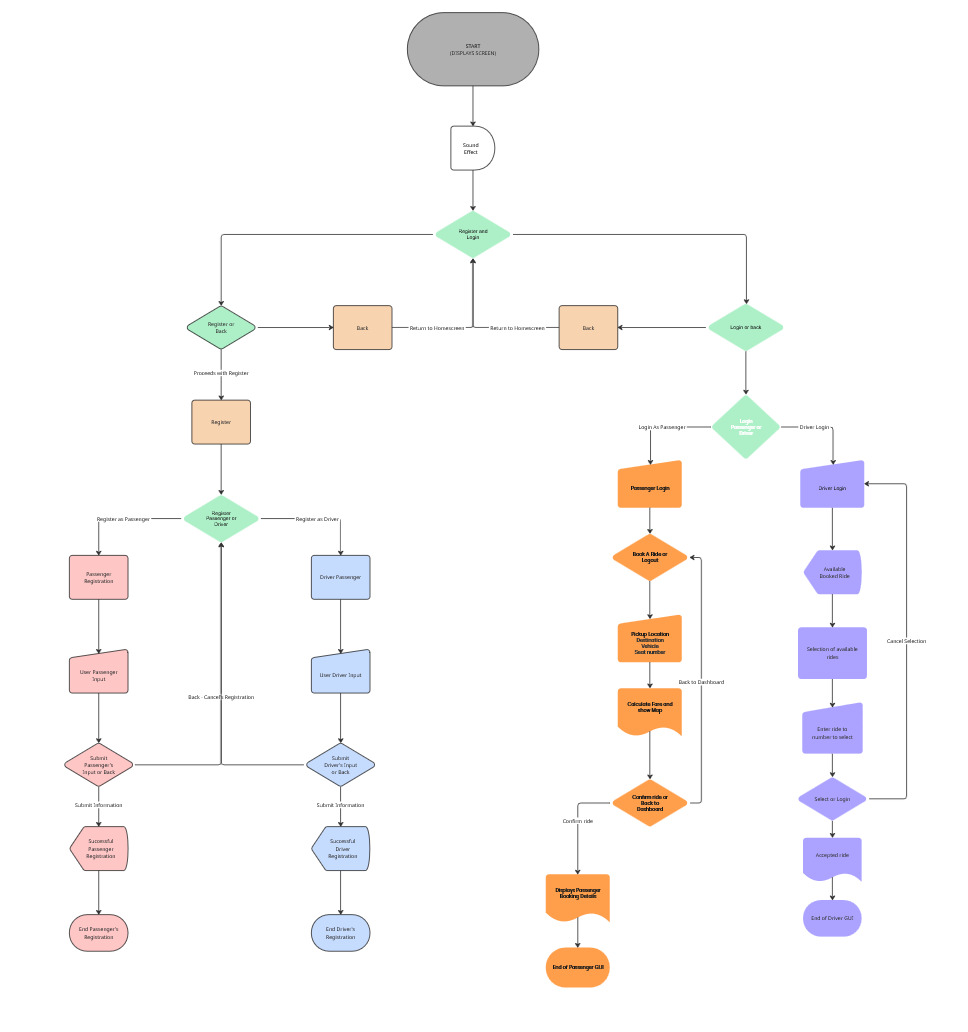 START
(DISPLAYS SCREEN)
Sound
Effect
Register and
Login
Register or
Back
Back
Return to Homescreen
Return to Homescreen
Back
Login or back
Proceeds with Register
Register
Login
Passenger or
Driver
Login As Passenger
Driver Login
Passenger Login
Driver Login
Register
Passenger or
Driver
Register as Passenger
Register as Driver
Book A Ride or
Logout
Available
Booked Ride
Passenger
Registration
Driver Passenger
Pickup Location
Destination
Vehicle
Seat number
Cancel Selection
Selection of available
rides
User Passenger
Input
User Driver Input
Back to Dashboard
Back - Cancels Registration
Calculate Fare and
show Map
Enter ride to
number to select
Submit
Passenger's
Input or Back
Submit
Driver's Input
or Back
Confirm ride or
Back to
Dashboard
Select or Login
Submit Information
Submit Information
Confirm ride
Successful
Passenger
Registration
Successful
Driver
Registration
Accepted ride
Displays Passenger
Booking Details
End Passenger's
Registration
End Driver's
Registration
End of Driver GUI
End of Passenger GUI